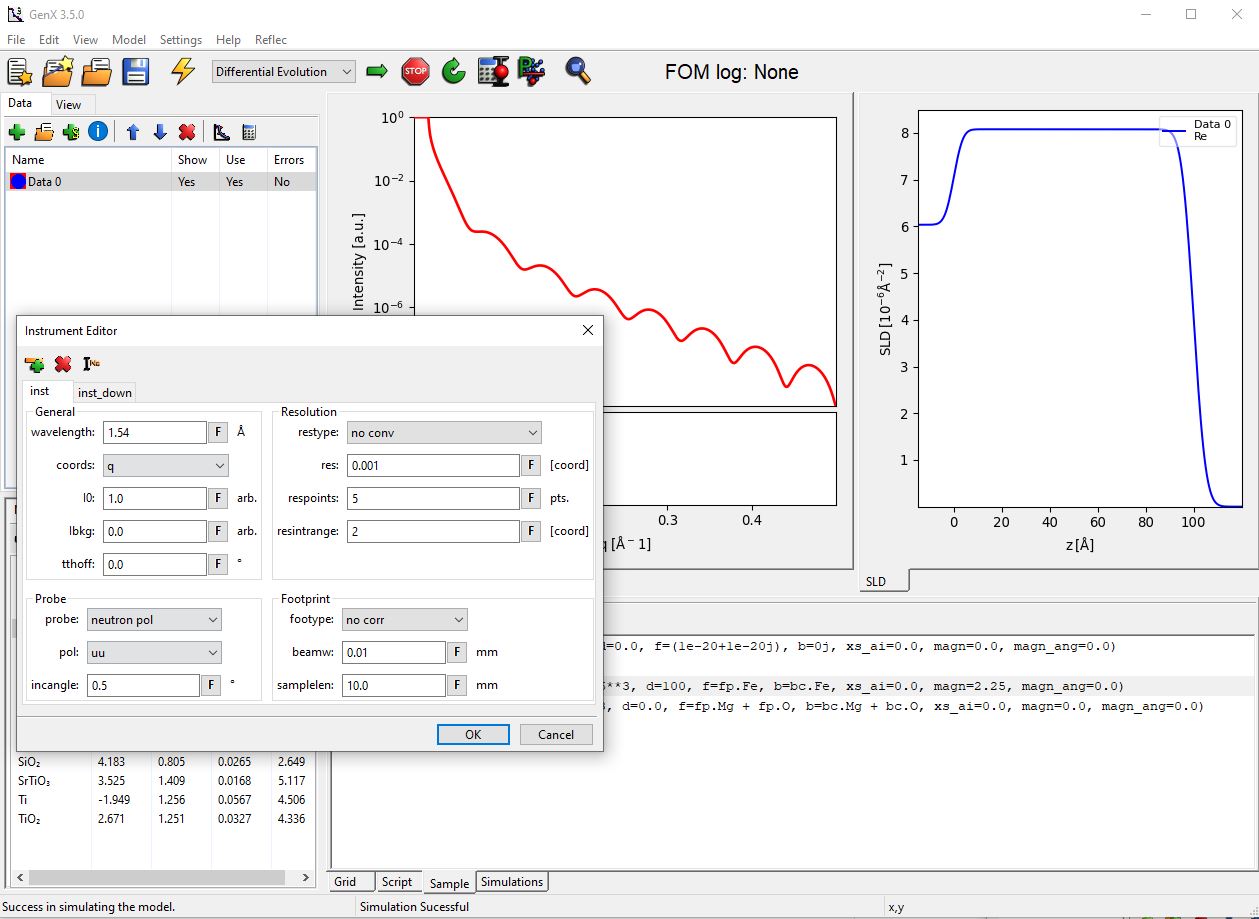 GenX 3.5.0
File Edit View Model Settings Help Reflec
Differential Evolution
STOP
FOM log: None
Data View
Name Show Use Errors
Data 0 Yes Yes No
10⁰
10⁻²
10⁻⁴
10⁻⁶
Intensity [a.u.]
0.3 0.4
q [Å⁻1]
Data 0
Re
8
7
6
5
4
3
2
1
SLD [10⁻⁶Å⁻²]
0 20 40 60 80 100
z [Å]
SLD
Instrument Editor
inst inst_down
General
wavelength: 1.54 F Å
coords: q
I0: 1.0 F arb.
Ibkg: 0.0 F arb.
tthoff: 0.0 F °
Resolution
restype: no conv
res: 0.001 F [coord]
respoints: 5 F pts.
resintrange: 2 F [coord]
Probe
probe: neutron pol
pol: uu
incangle: 0.5 F °
Footprint
footype: no corr
beamw: 0.01 F mm
samplelen: 10.0 F mm
OK Cancel
d=0.0, f=(1e-20+1e-20j), b=0j, xs_ai=0.0, magn=0.0, magn_ang=0.0)
5**3, d=100, f=fp.Fe, b=bc.Fe, xs_ai=0.0, magn=2.25, magn_ang=0.0)
3, d=0.0, f=fp.Mg + fp.O, b=bc.Mg + bc.O, xs_ai=0.0, magn=0.0, magn_ang=0.0)
SiO₂ 4.183 0.805 0.0265 2.649
SrTiO₃ 3.525 1.409 0.0168 5.117
Ti -1.949 1.256 0.0567 4.506
TiO₂ 2.671 1.251 0.0327 4.336
Grid Script Sample Simulations
Success in simulating the model. Simulation Sucessful x,y